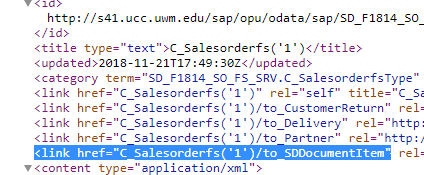 <id>
http://s41.ucc.uwm.edu/sap/opu/odata/sap/SD_F1814_SO_
</id>
<title type="text">C_Salesorderfs('1')</title>
<updated>2018-11-21T17:49:30Z</updated>
<category term="SD_F1814_SO_FS_SRV.C_SalesorderfsType"
<link href="C_Salesorderfs('1')" rel="self" title="C_Sa
<link href="C_Salesorderfs('1')/to_CustomerReturn" rel=
<link href="C_Salesorderfs('1')/to_Delivery" rel="http:
<link href="C_Salesorderfs('1')/to_Partner" rel="http:/
<link href="C_Salesorderfs('1')/to_SDDocumentItem" rel=
<content type="application/xml">